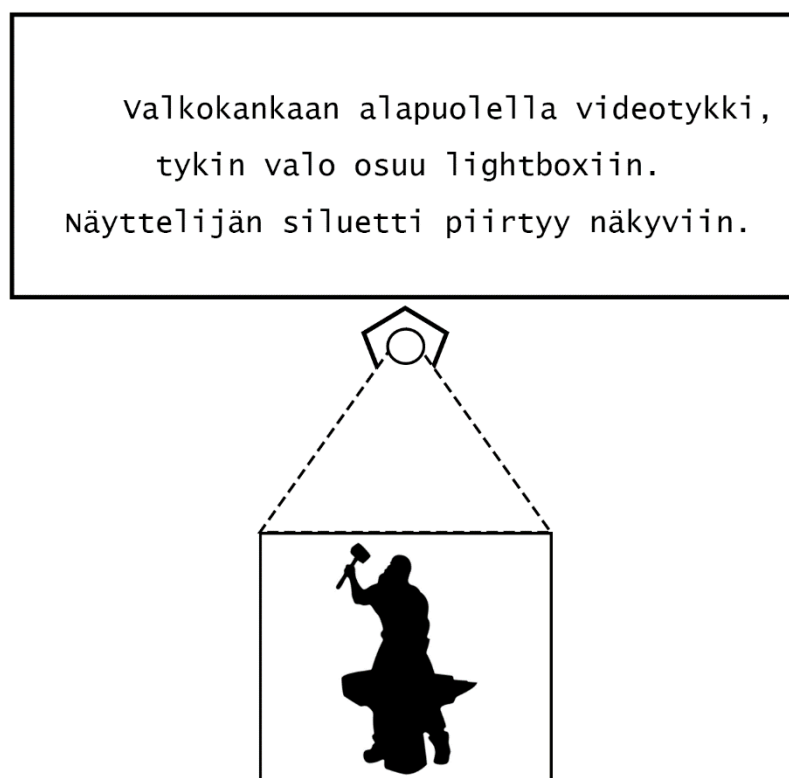 Valkokankaan alapuolella videotykki,
tykin valo osuu lightboxiin.
Näyttelijän siluetti piirtyy näkyviin.